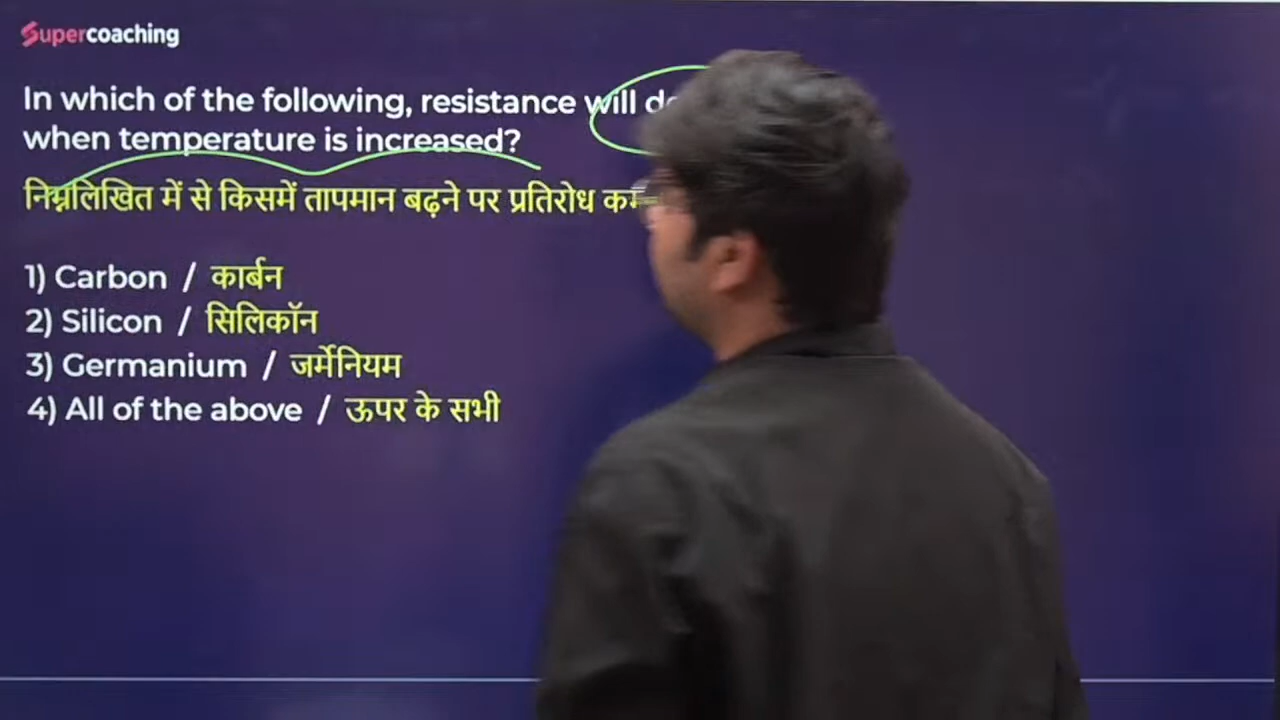 Supercoaching
In which of the following, resistance will
when temperature is increased?
निम्नलिखित में से किसमें तापमान बढ़ने पर प्रतिरोध
1) Carbon / कार्बन
2) Silicon / सिलिकॉन
3) Germanium / जर्मेनियम
4) All of the above / ऊपर के सभी